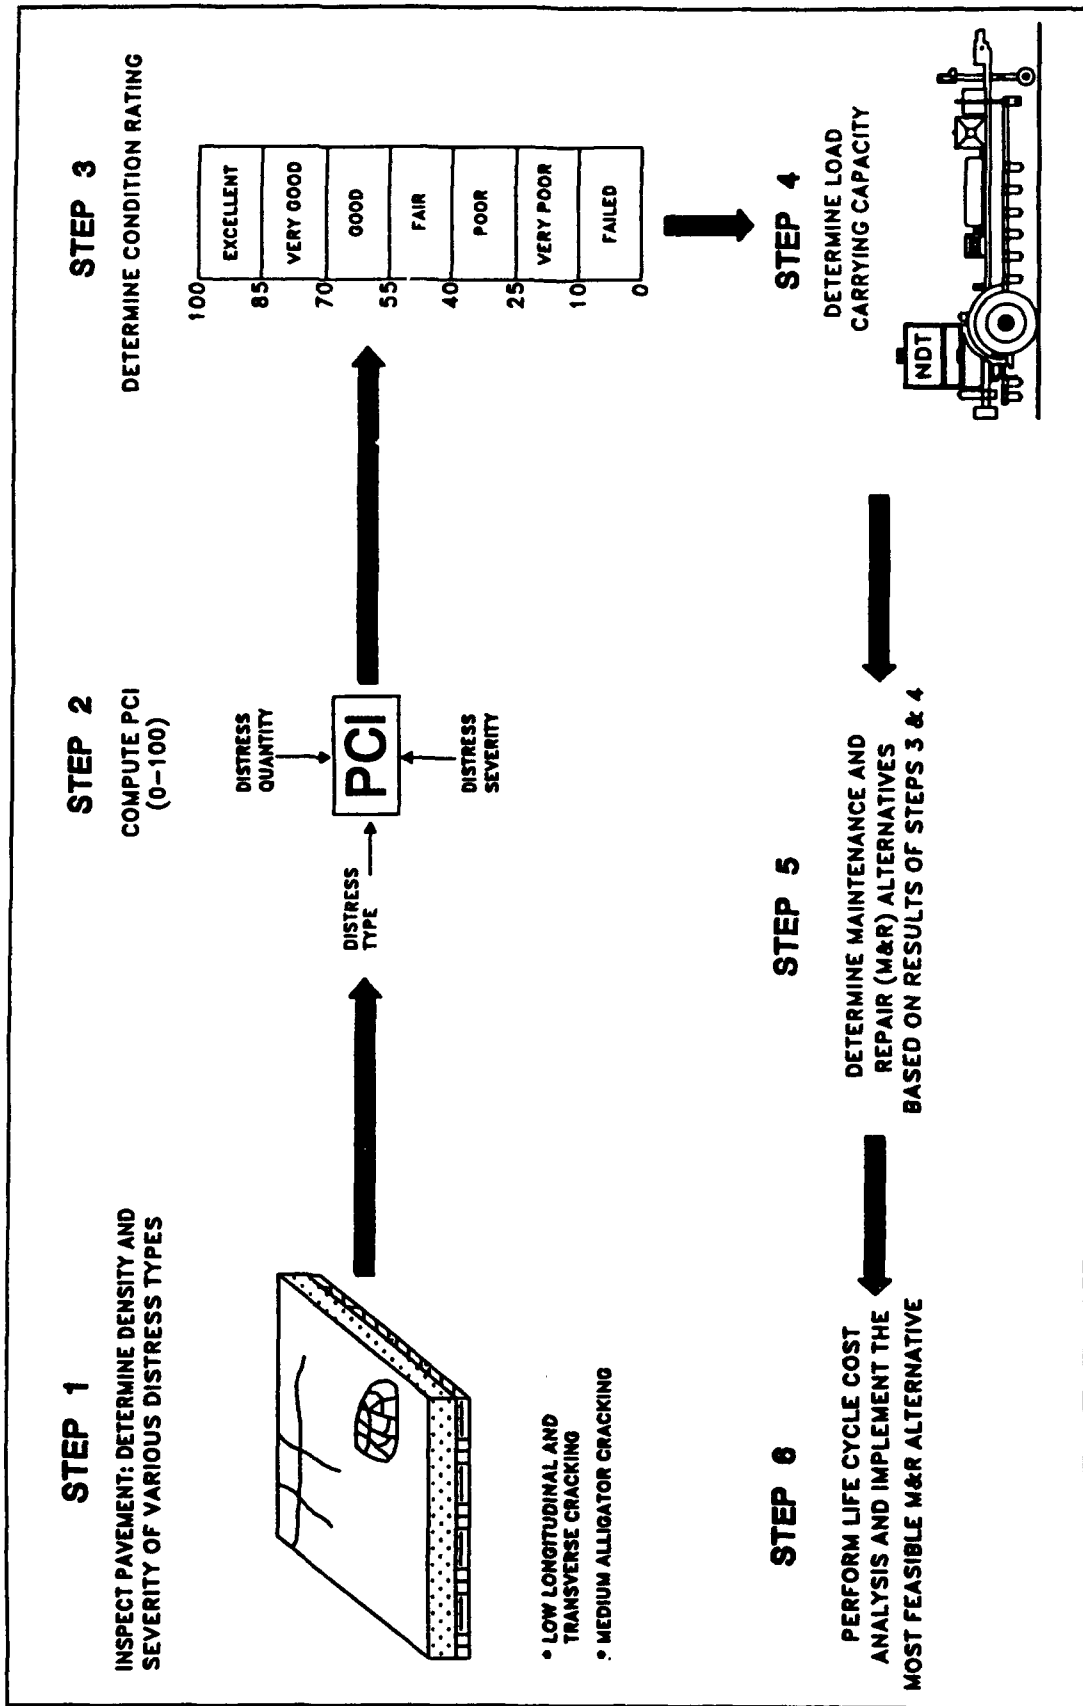 STEP 1
INSPECT PAVEMENT: DETERMINE DENSITY AND
SEVERITY OF VARIOUS DISTRESS TYPES
• LOW LONGITUDINAL AND
TRANSVERSE CRACKING
• MEDIUM ALLIGATOR CRACKING
STEP 2
COMPUTE PCI
(0-100)
DISTRESS
QUANTITY
DISTRESS
TYPE
PCI
DISTRESS
SEVERITY
STEP 3
DETERMINE CONDITION RATING
100
EXCELLENT
85
VERY GOOD
70
GOOD
55
FAIR
40
POOR
25
VERY POOR
10
FAILED
0
STEP 4
DETERMINE LOAD
CARRYING CAPACITY
NDT
STEP 5
DETERMINE MAINTENANCE AND
REPAIR (M&R) ALTERNATIVES
BASED ON RESULTS OF STEPS 3 & 4
STEP 6
PERFORM LIFE CYCLE COST
ANALYSIS AND IMPLEMENT THE
MOST FEASIBLE M&R ALTERNATIVE